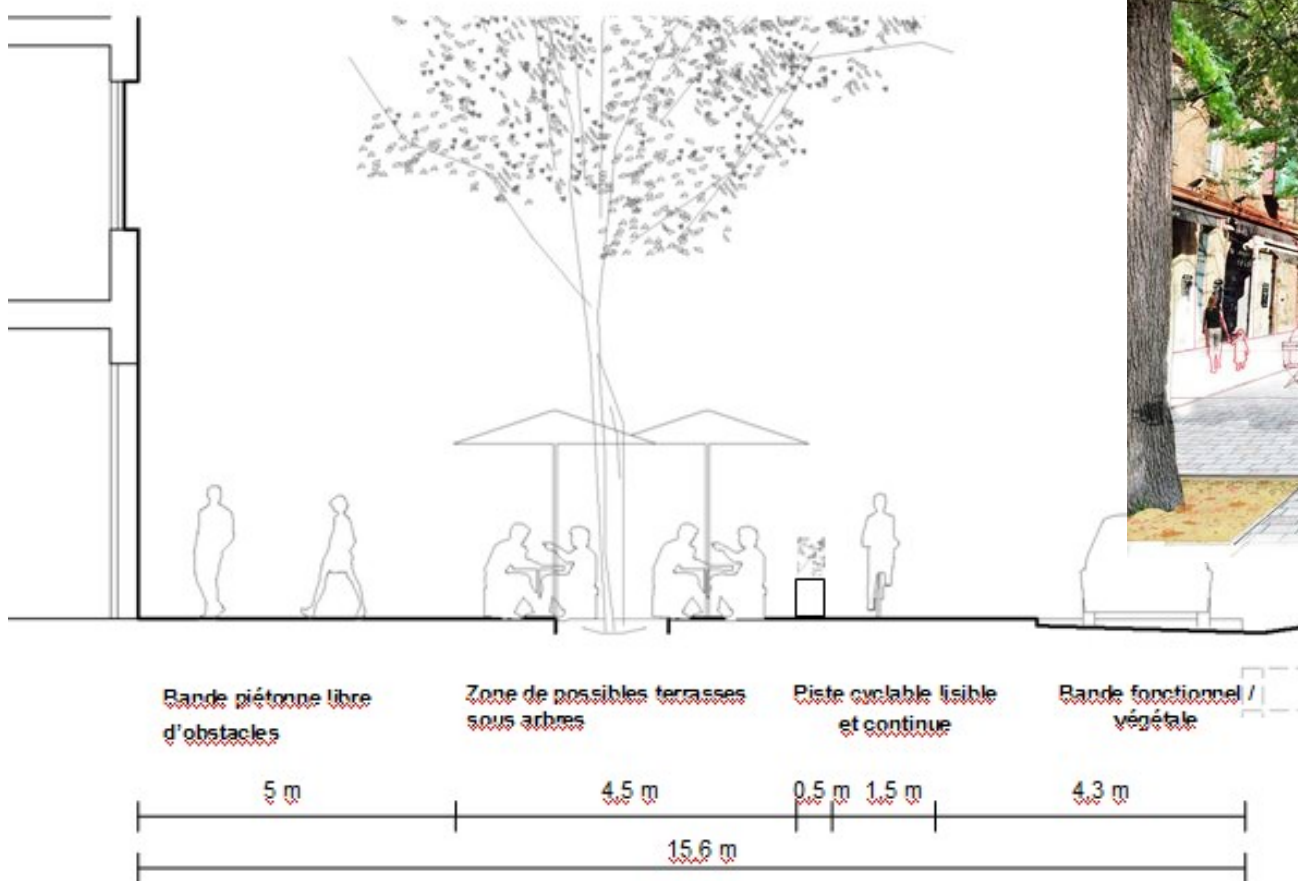 Bande piétonne libre
d'obstacles
Zone de possibles terrasses
sous arbres
Piste cyclable lisible
et continue
Bande fonctionnel /
végétale
5 m
4.5 m
0.5 m
1.5 m
4.3 m
15.6 m